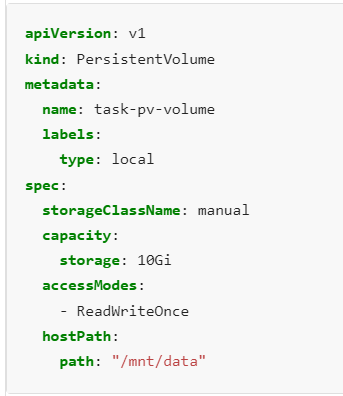 apiVersion: v1
kind: PersistentVolume
metadata:
  name: task-pv-volume
  labels:
    type: local
spec:
  storageClassName: manual
  capacity:
    storage: 10Gi
  accessModes:
    - ReadWriteOnce
  hostPath:
    path: "/mnt/data"